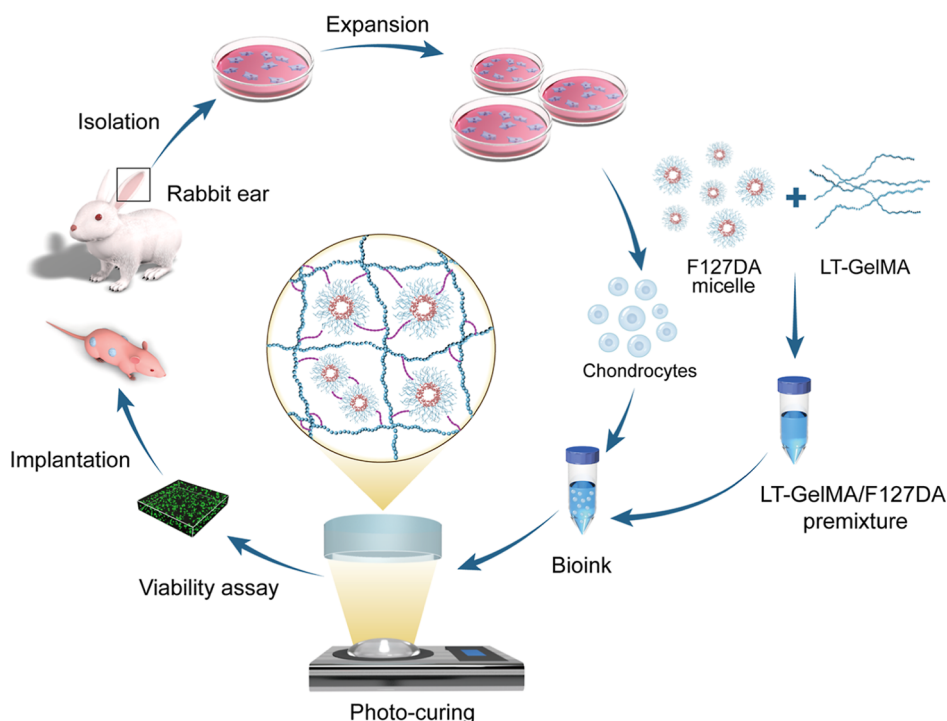 Expansion
Isolation
Rabbit ear
F127DA
micelle
+
LT-GelMA
Chondrocytes
LT-GelMA/F127DA
premixture
Bioink
Implantation
Viability assay
Photo-curing